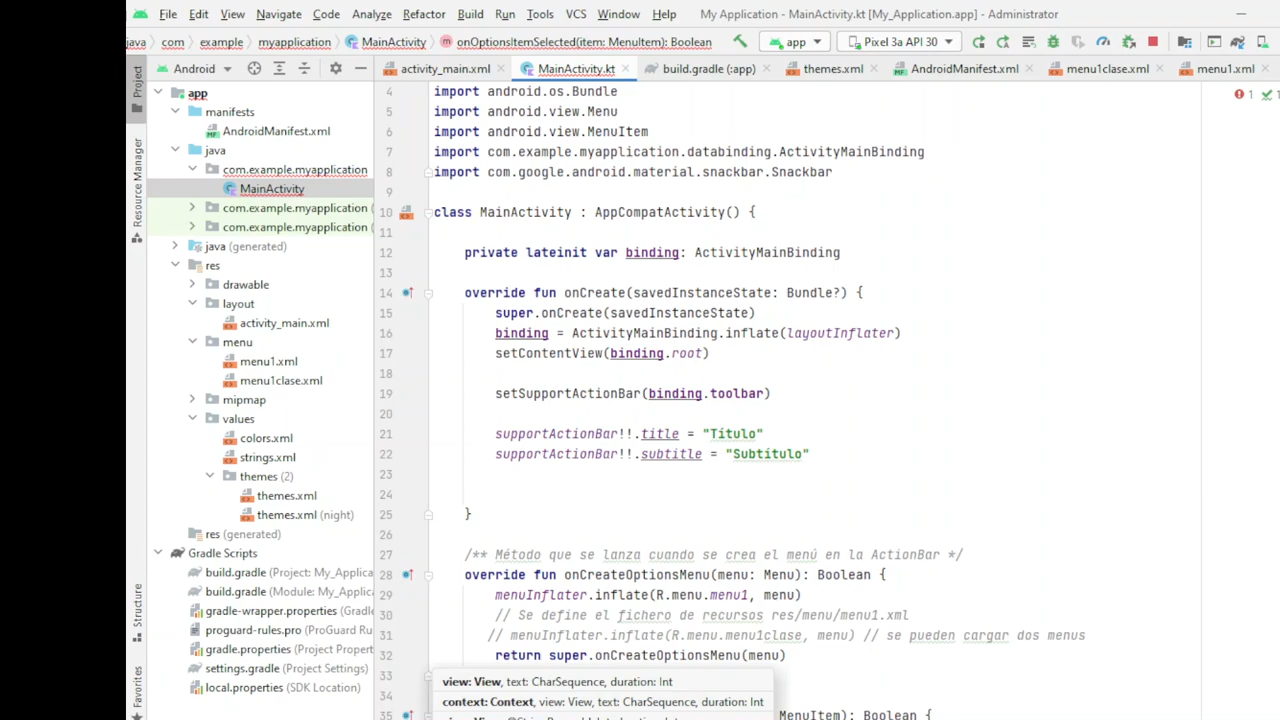 File Edit View Navigate Code Analyze Refactor Build Run Tools VCS Window Help My Application - MainActivity.kt [My_Application.app] - Administrator
java com example myapplication MainActivity onOptionsItemSelected(item: MenuItem): Boolean app Pixel 3a API 30
Project Android activity_main.xml MainActivity.kt build.gradle (:app) themes.xml AndroidManifest.xml menu1clase.xml menu1.xml
Resource Manager
Structure
Favorites
app
manifests
AndroidManifest.xml
java
com.example.myapplication
MainActivity
com.example.myapplication (
com.example.myapplication (
java (generated)
res
drawable
layout
activity_main.xml
menu
menu1.xml
menu1clase.xml
mipmap
values
colors.xml
strings.xml
themes (2)
themes.xml
themes.xml (night)
res (generated)
Gradle Scripts
build.gradle (Project: My_Applica
build.gradle (Module: My_Applica
gradle-wrapper.properties (Gradle
proguard-rules.pro (ProGuard Ru
gradle.properties (Project Propert
settings.gradle (Project Settings)
local.properties (SDK Location)
4 import android.os.Bundle 1 1
5 import android.view.Menu
6 import android.view.MenuItem
7 import com.example.myapplication.databinding.ActivityMainBinding
8 import com.google.android.material.snackbar.Snackbar
9
10 class MainActivity : AppCompatActivity() {
11
12 private lateinit var binding: ActivityMainBinding
13
14 override fun onCreate(savedInstanceState: Bundle?) {
15 super.onCreate(savedInstanceState)
16 binding = ActivityMainBinding.inflate(layoutInflater)
17 setContentView(binding.root)
18
19 setSupportActionBar(binding.toolbar)
20
21 supportActionBar!!.title = "Titulo"
22 supportActionBar!!.subtitle = "Subtitulo"
23
24
25 }
26
27 /** Método que se lanza cuando se crea el menú en la ActionBar */
28 override fun onCreateOptionsMenu(menu: Menu): Boolean {
29 menuInflater.inflate(R.menu.menu1, menu)
30 // Se define el fichero de recursos res/menu/menu1.xml
31 // menuInflater.inflate(R.menu.menu1clase, menu) // se pueden cargar dos menus
32 return super.onCreateOptionsMenu(menu)
33 view: View, text: CharSequence, duration: Int
34 context: Context, view: View, text: CharSequence, duration: Int
35 MenuItem): Boolean {